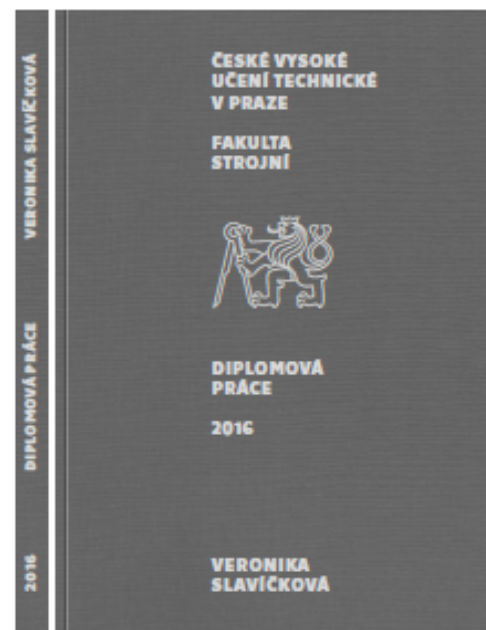 VERONIKA SLAVÍČKOVÁ
DIPLOMOVÁ PRÁCE
2016
ČESKÉ VYSOKÉ
UČENÍ TECHNICKÉ
V PRAZE
FAKULTA
STROJNÍ
DIPLOMOVÁ
PRÁCE
2016
VERONIKA
SLAVÍČKOVÁ